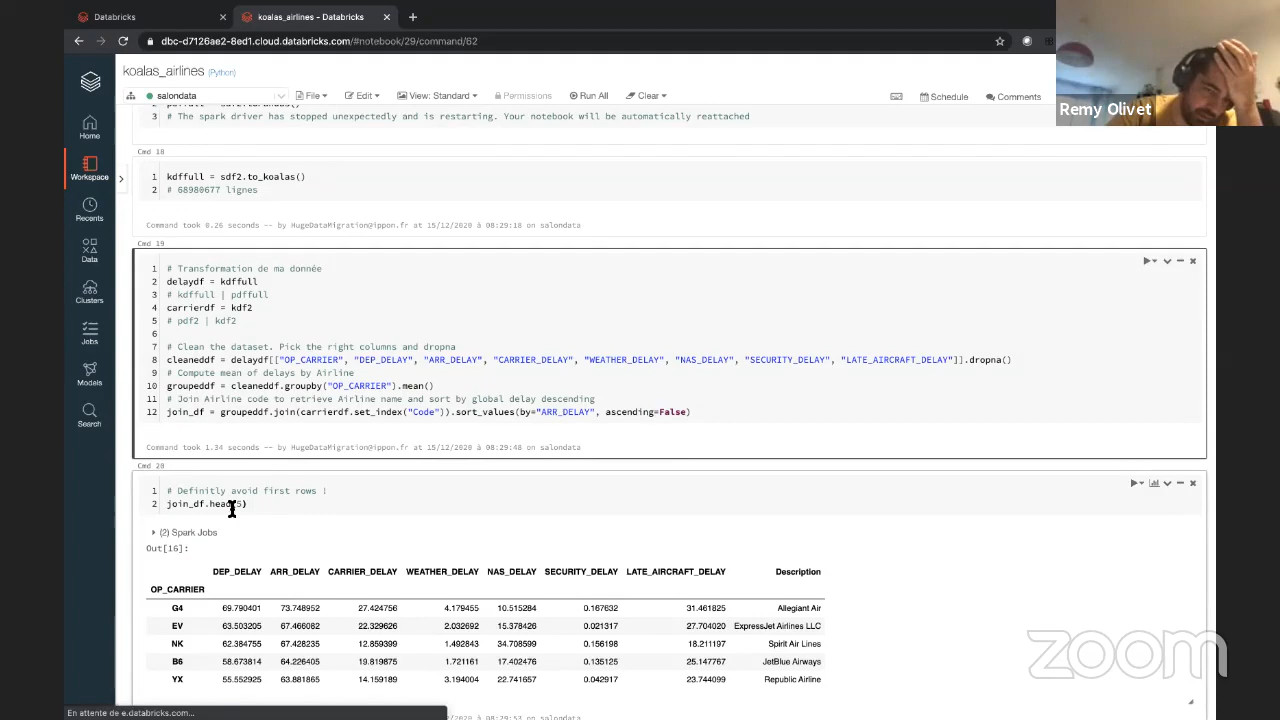 Databricks
koalas_airlines - Databricks
dbc-d7126ae2-8ed1.cloud.databricks.com/#notebook/29/command/62
koalas_airlines (Python)
Remy Olivet
salondata
File
Edit
View: Standard
Permissions
Run All
Clear
Schedule
Comments
Home
Workspace
Recents
Data
Clusters
Jobs
Models
Search
3 # The spark driver has stopped unexpectedly and is restarting. Your notebook will be automatically reattached
Cmd 18
1 kdffull = sdf2.to_koalas()
2 # 68980677 lignes
Command took 0.26 seconds -- by HugeDataMigration@ippon.fr at 15/12/2020 à 08:29:18 on salondata
Cmd 19
1 # Transformation de ma donnée
2 delaydf = kdffull
3 # kdffull | pdffull
4 carrierdf = kdf2
5 # pdf2 | kdf2
6
7 # Clean the dataset. Pick the right columns and dropna
8 cleaneddf = delaydf[["OP_CARRIER", "DEP_DELAY", "ARR_DELAY", "CARRIER_DELAY", "WEATHER_DELAY", "NAS_DELAY", "SECURITY_DELAY", "LATE_AIRCRAFT_DELAY"]].dropna()
9 # Compute mean of delays by Airline
10 groupeddf = cleaneddf.groupby("OP_CARRIER").mean()
11 # Join Airline code to retrieve Airline name and sort by global delay descending
12 join_df = groupeddf.join(carrierdf.set_index("Code")).sort_values(by="ARR_DELAY", ascending=False)
Command took 1.34 seconds -- by HugeDataMigration@ippon.fr at 15/12/2020 à 08:29:48 on salondata
Cmd 20
1 # Definitly avoid first rows !
2 join_df.head(5)
(2) Spark Jobs
Out[16]:
DEP_DELAY ARR_DELAY CARRIER_DELAY WEATHER_DELAY NAS_DELAY SECURITY_DELAY LATE_AIRCRAFT_DELAY Description
OP_CARRIER
G4 69.790401 73.748952 27.424756 4.179455 10.515284 0.167632 31.461825 Allegiant Air
EV 63.503205 67.466082 22.329626 2.032692 15.378426 0.021317 27.704020 ExpressJet Airlines LLC
NK 62.384755 67.428235 12.859399 1.492843 34.708599 0.156198 18.211197 Spirit Air Lines
B6 58.673814 64.226405 19.819875 1.721161 17.402476 0.135125 25.147767 JetBlue Airways
YX 55.552925 63.881865 14.159189 3.194004 22.741657 0.042917 23.744099 Republic Airline
zoom
En attente de e.databricks.com...